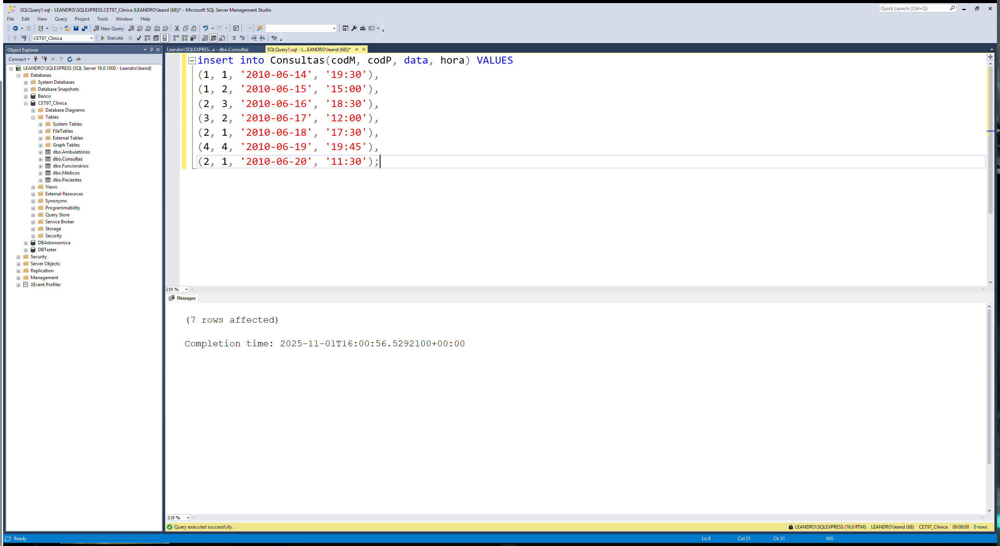 SQLQuery1.sql - LEANDRO\SQLEXPRESS.CET97_Clinica (LEANDRO\leand (68))* - Microsoft SQL Server Management Studio
Quick Launch (Ctrl+Q)
File Edit View Query Project Tools Window Help
New Query
CET97_Clinica
Execute
Object Explorer
Connect
LEANDRO\SQLEXPRESS (SQL Server 16.0.1000 - Leandro\leand)
Databases
System Databases
Database Snapshots
Banco
CET97_Clinica
Database Diagrams
Tables
System Tables
FileTables
External Tables
Graph Tables
dbo.Ambulatórios
dbo.Consultas
dbo.Funcionários
dbo.Médicos
dbo.Pacientes
Views
External Resources
Synonyms
Programmability
Query Store
Service Broker
Storage
Security
DBAstronomica
DBTester
Security
Server Objects
Replication
Management
XEvent Profiler
Leandro\SQLEXPRES...a - dbo.Consultas
SQLQuery1.sql - L...EANDRO\leand (68))*
insert into Consultas(codM, codP, data, hora) VALUES
(1, 1, '2010-06-14', '19:30'),
(1, 2, '2010-06-15', '15:00'),
(2, 3, '2010-06-16', '18:30'),
(3, 2, '2010-06-17', '12:00'),
(2, 1, '2010-06-18', '17:30'),
(4, 4, '2010-06-19', '19:45'),
(2, 1, '2010-06-20', '11:30');
219 %
Messages
(7 rows affected)
Completion time: 2025-11-01T16:00:56.5292100+00:00
219 %
Query executed successfully.
LEANDRO\SQLEXPRESS (16.0 RTM) LEANDRO\leand (68) CET97_Clinica 00:00:00 0 rows
Ready
Ln 8 Col 31 Ch 31 INS